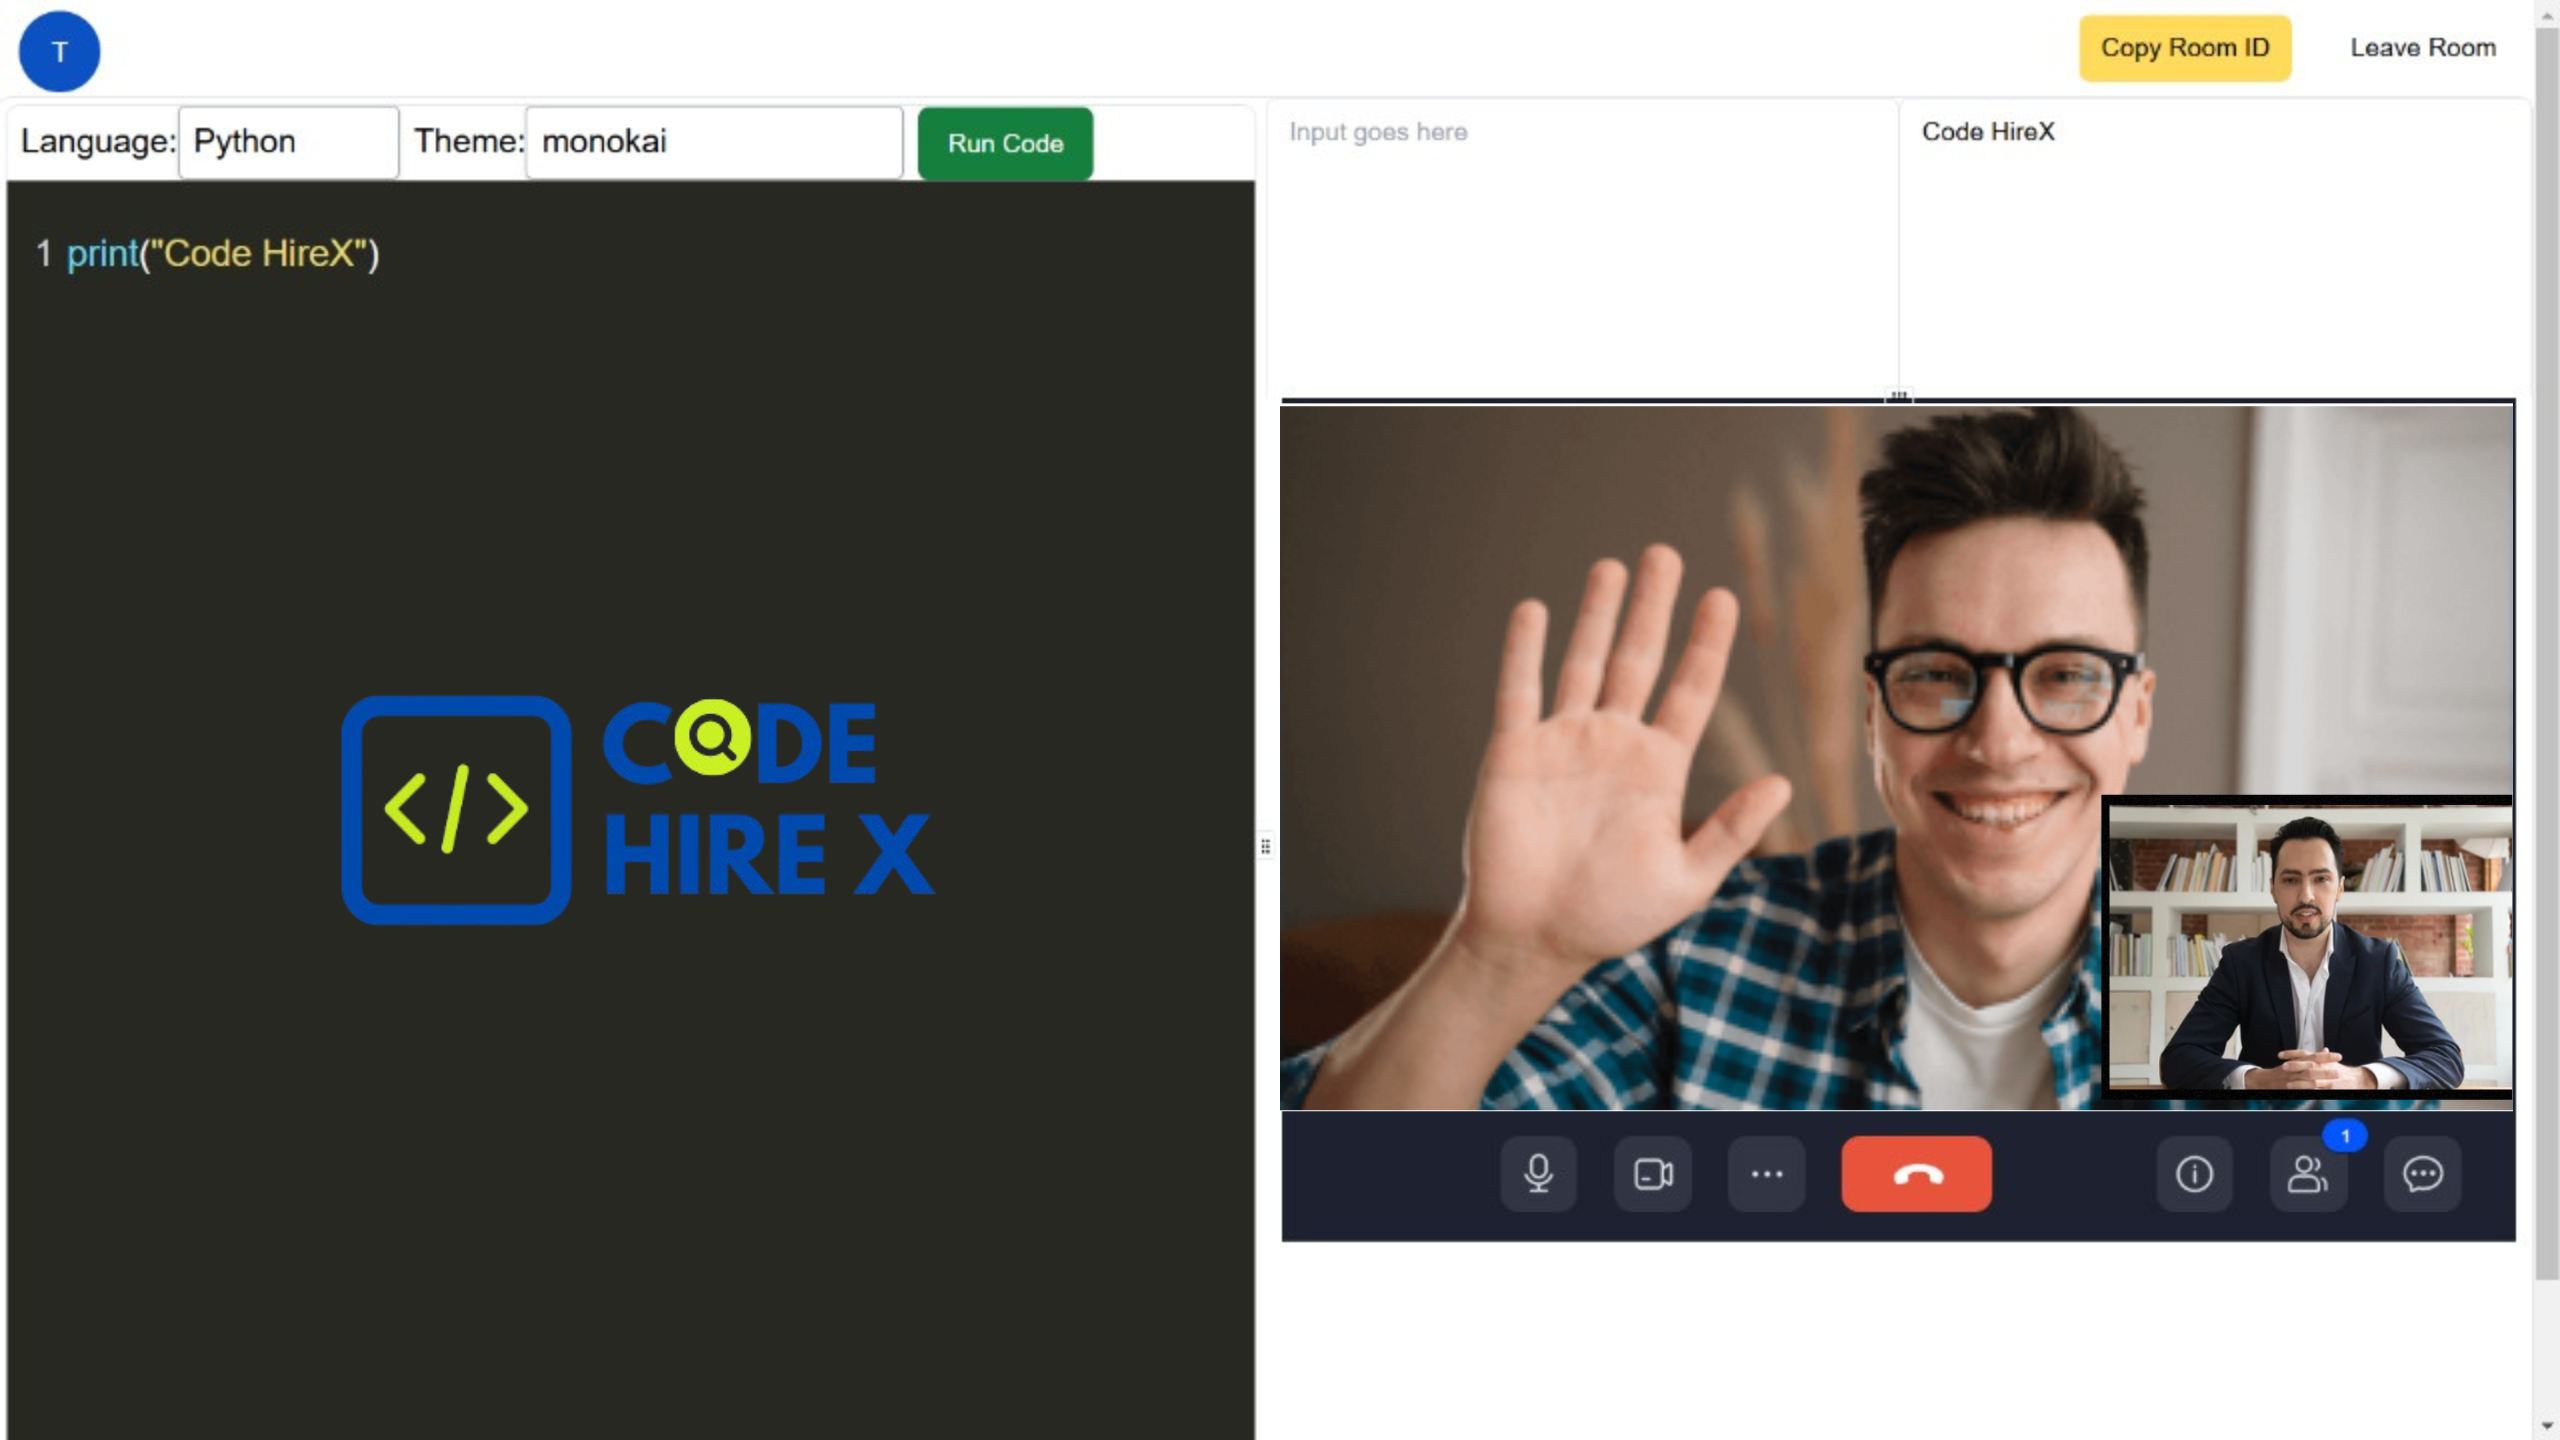 T
Copy Room ID
Leave Room
Language: Python Theme: monokai Run Code
Input goes here
Code HireX
1 print("Code HireX")
CODE
HIRE X
1